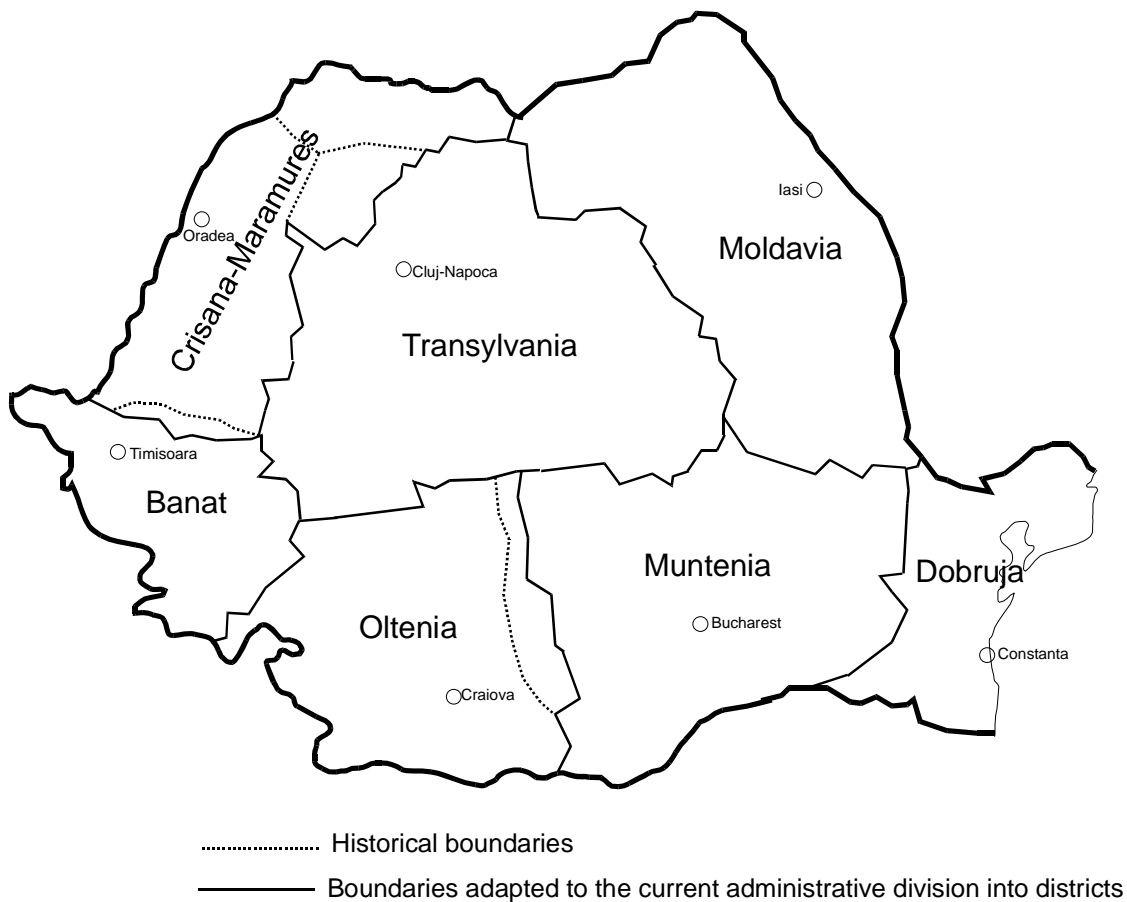 Iasi
Oradea
Crisana-Maramures
Moldavia
Cluj-Napoca
Transylvania
Timisoara
Banat
Muntenia
Dobruja
Oltenia
Bucharest
Constanta
Craiova
Historical boundaries
Boundaries adapted to the current administrative division into districts